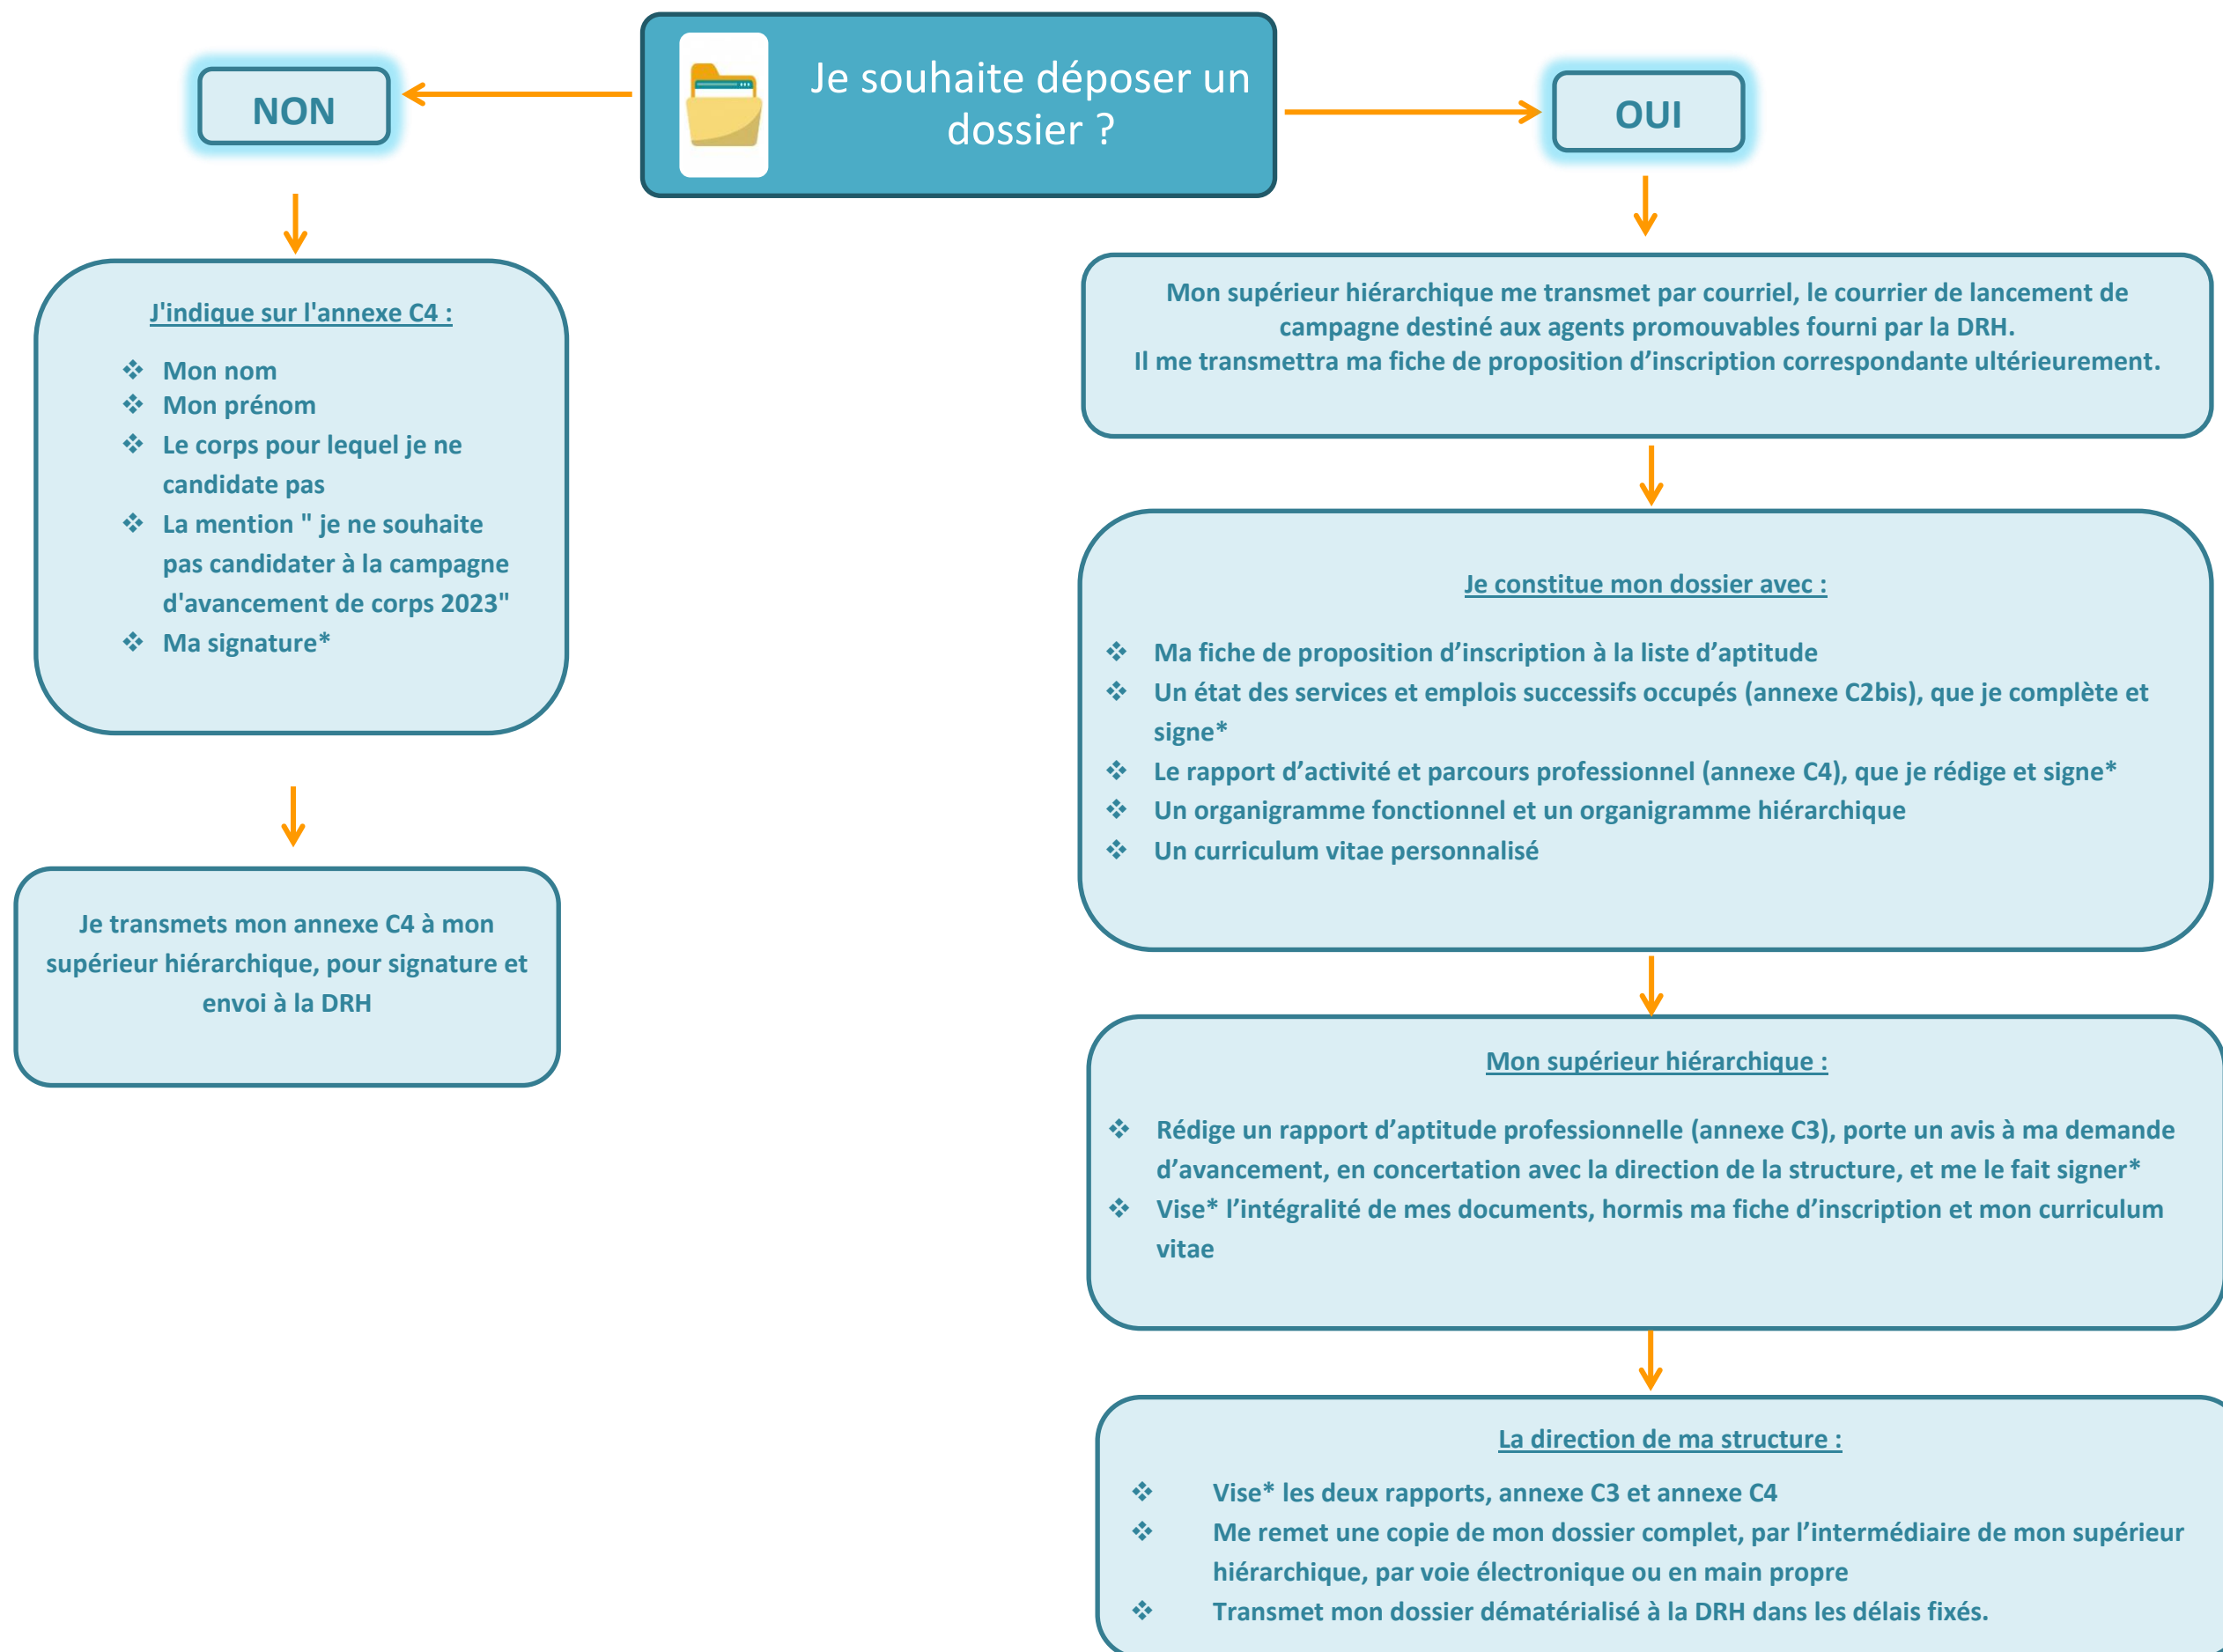 Je souhaite déposer un
dossier ?
NON
OUI
J'indique sur l'annexe C4 :
❖ Mon nom
❖ Mon prénom
❖ Le corps pour lequel je ne
candidate pas
❖ La mention " je ne souhaite
pas candidater à la campagne
d'avancement de corps 2023"
❖ Ma signature*
Je transmets mon annexe C4 à mon
supérieur hiérarchique, pour signature et
envoi à la DRH
Mon supérieur hiérarchique me transmet par courriel, le courrier de lancement de
campagne destiné aux agents promouvables fourni par la DRH.
Il me transmettra ma fiche de proposition d’inscription correspondante ultérieurement.
Je constitue mon dossier avec :
❖ Ma fiche de proposition d’inscription à la liste d’aptitude
❖ Un état des services et emplois successifs occupés (annexe C2bis), que je complète et
signe*
❖ Le rapport d’activité et parcours professionnel (annexe C4), que je rédige et signe*
❖ Un organigramme fonctionnel et un organigramme hiérarchique
❖ Un curriculum vitae personnalisé
Mon supérieur hiérarchique :
❖ Rédige un rapport d’aptitude professionnelle (annexe C3), porte un avis à ma demande
d’avancement, en concertation avec la direction de la structure, et me le fait signer*
❖ Vise* l’intégralité de mes documents, hormis ma fiche d’inscription et mon curriculum
vitae
La direction de ma structure :
❖ Vise* les deux rapports, annexe C3 et annexe C4
❖ Me remet une copie de mon dossier complet, par l’intermédiaire de mon supérieur
hiérarchique, par voie électronique ou en main propre
❖ Transmet mon dossier dématérialisé à la DRH dans les délais fixés.